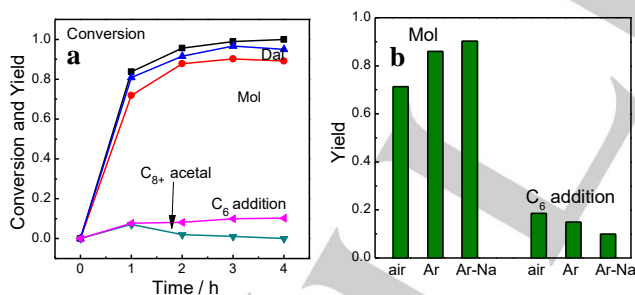 Conversion
a
Dal
Mol
C8+ acetal
C6 addition
Conversion and Yield
1.0
0.8
0.6
0.4
0.2
0.0
0
1
2
3
4
Time / h
b
Mol
C6 addition
Yield
1.0
0.8
0.6
0.4
0.2
0.0
air Ar Ar-Na air Ar Ar-Na